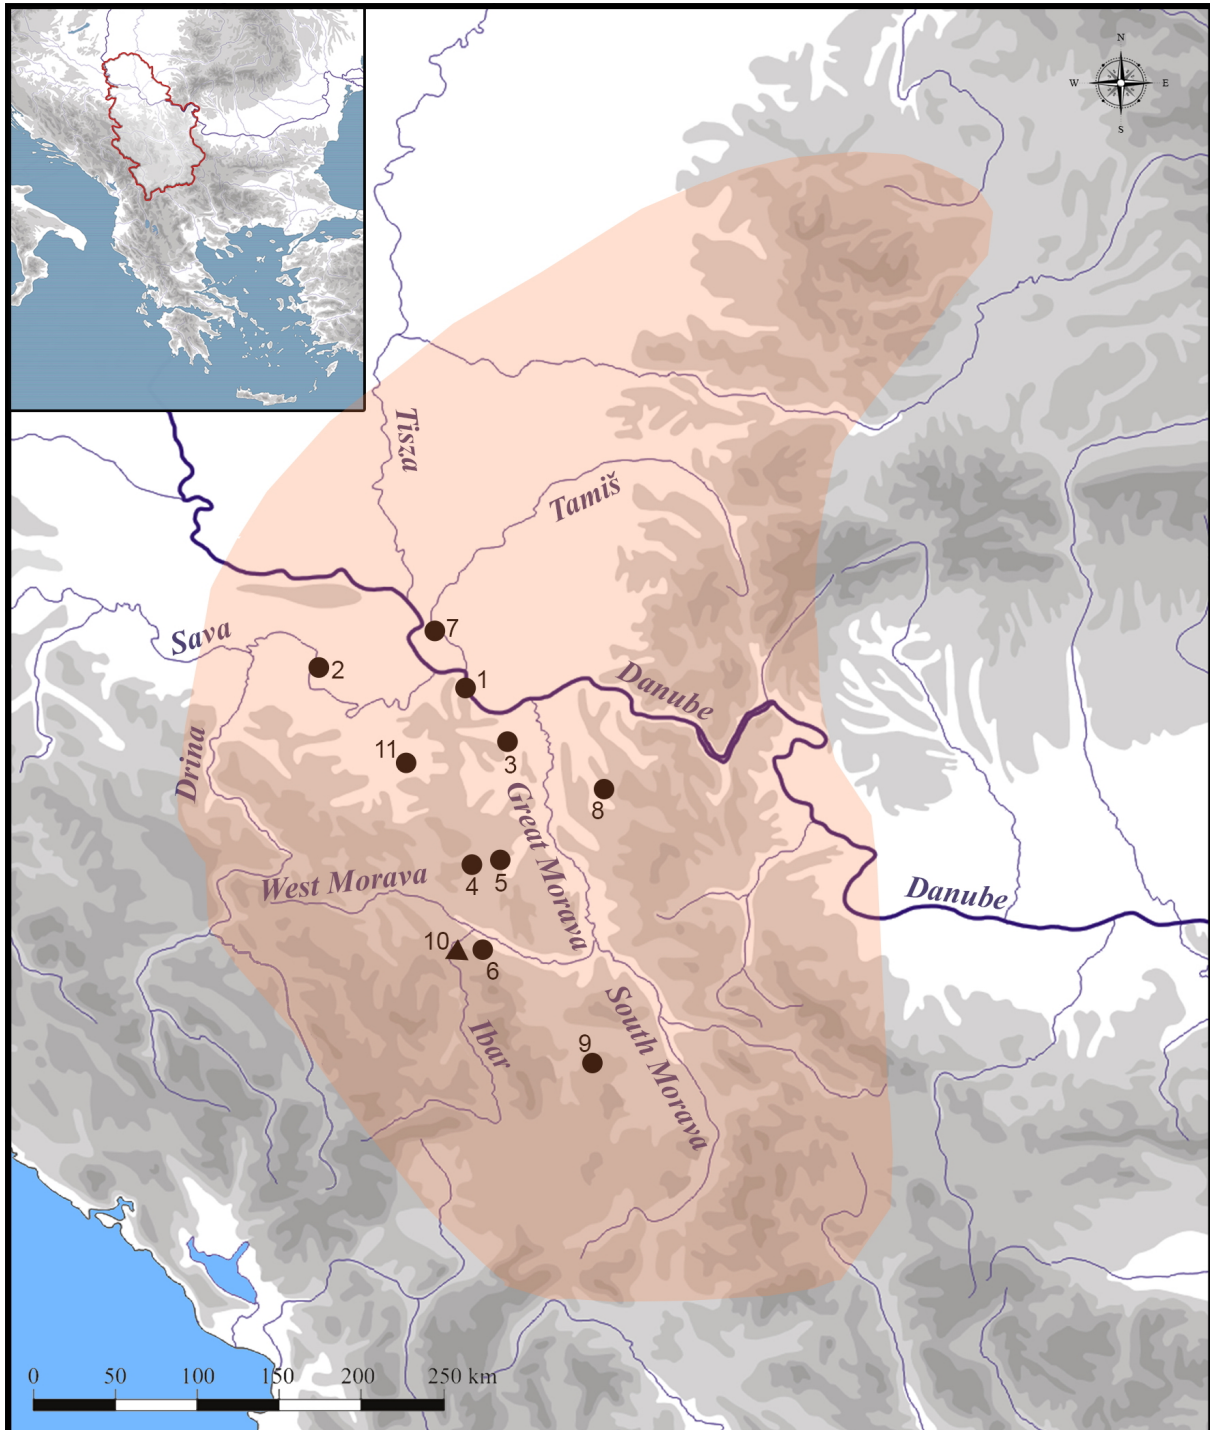 N
W E
S
Tisza
Tamiš
Sava
7
2
1
Danube
Drina
11
3
8
Great Morava
4 5
West Morava
Danube
10
6
South Morava
Ibar
9
0 50 100 150 200 250 km